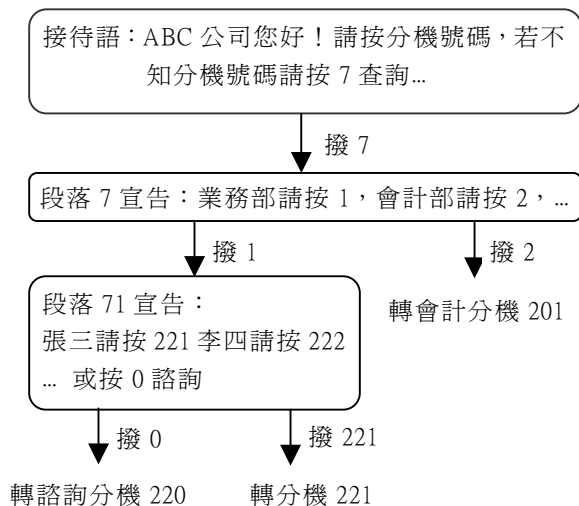 接待語：ABC 公司您好！請按分機號碼，若不
知分機號碼請按 7 查詢…
撥 7
段落 7 宣告：業務部請按 1，會計部請按 2，…
撥 1
撥 2
段落 71 宣告：
張三請按 221 李四請按 222
… 或按 0 諮詢
轉會計分機 201
撥 0
撥 221
轉諮詢分機 220
轉分機 221